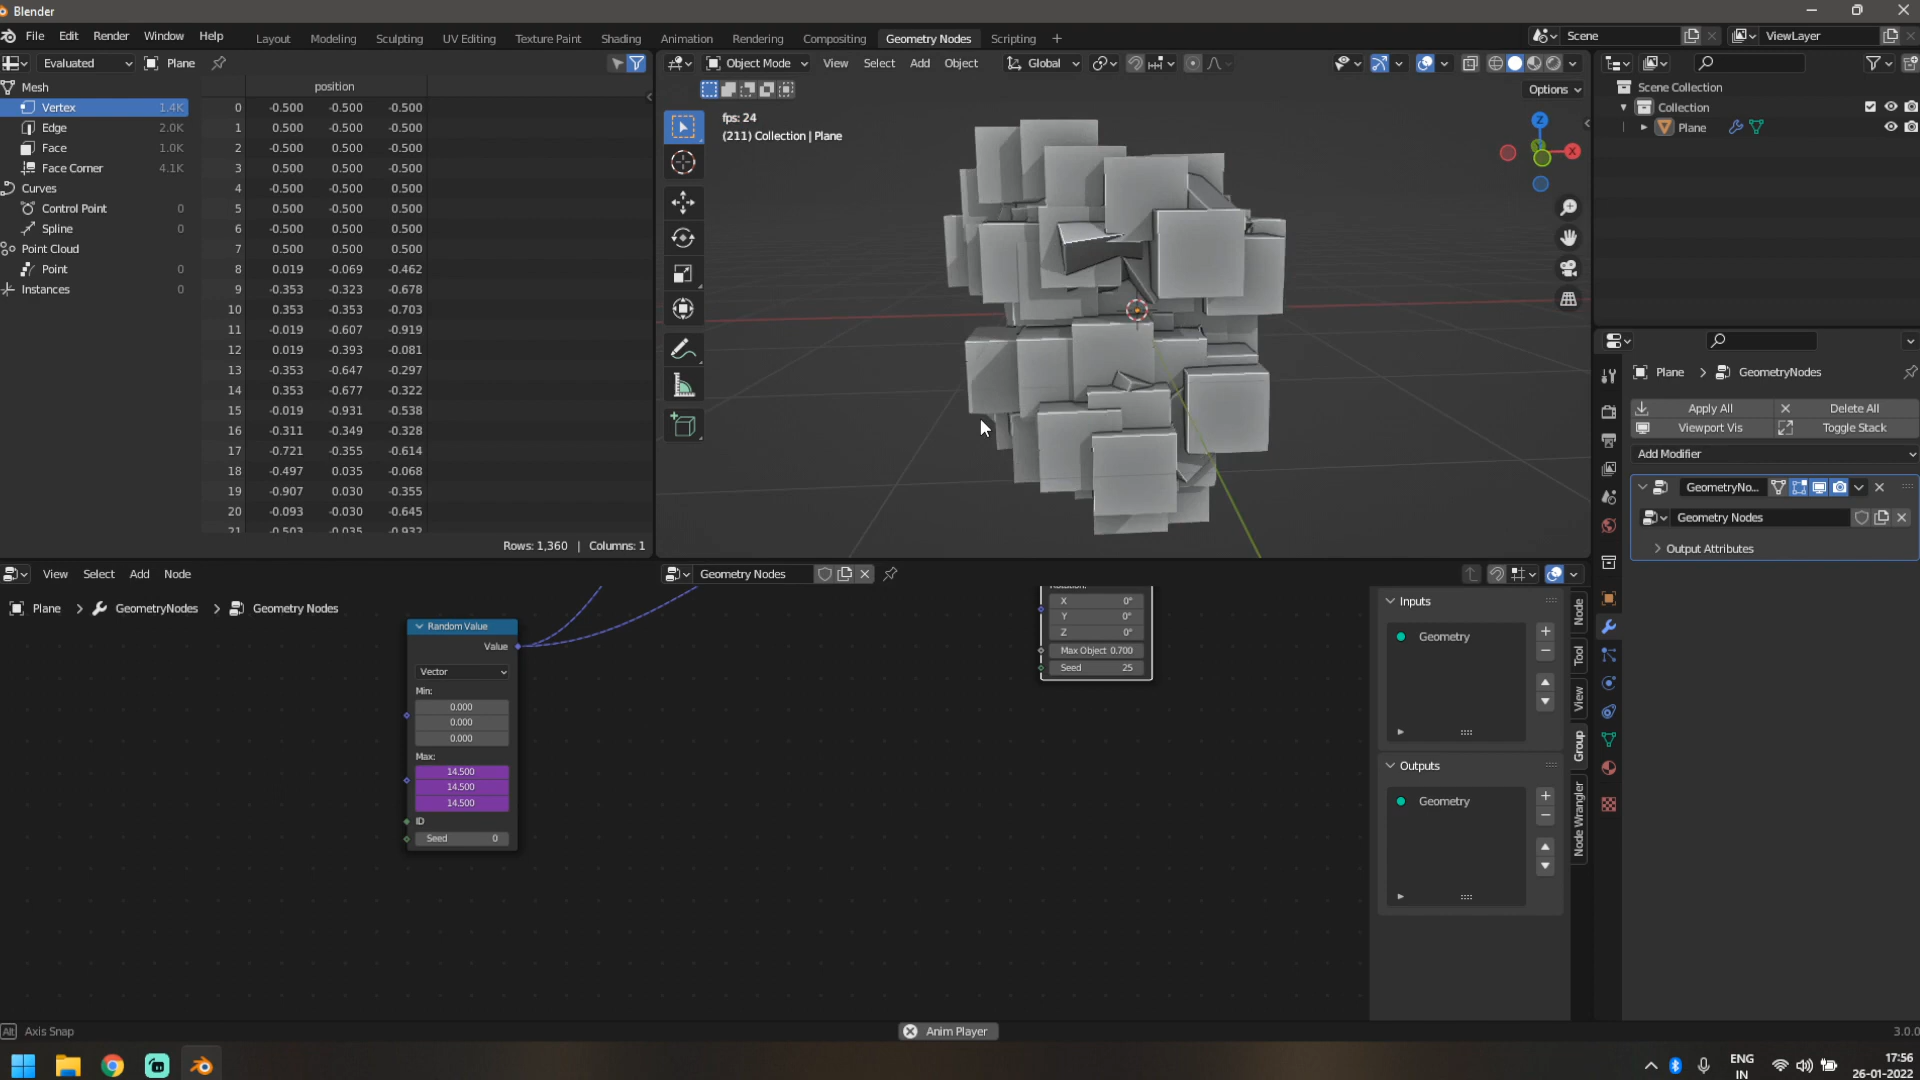 Blender
File Edit Render Window Help Layout Modeling Sculpting UV Editing Texture Paint Shading Animation Rendering Compositing Geometry Nodes Scripting + Scene ViewLayer
Evaluated Plane
Object Mode View Select Add Object Global
Options
Mesh
Vertex 1.4K
Edge 2.0K
Face 1.0K
Face Corner 4.1K
Curves
Control Point 0
Spline 0
Point Cloud
Point 0
Instances 0
position
0 -0.500 -0.500 -0.500
1 0.500 -0.500 -0.500
2 -0.500 0.500 -0.500
3 0.500 0.500 -0.500
4 -0.500 -0.500 0.500
5 0.500 -0.500 0.500
6 -0.500 0.500 0.500
7 0.500 0.500 0.500
8 0.019 -0.069 -0.462
9 -0.353 -0.323 -0.678
10 0.353 -0.353 -0.703
11 -0.019 -0.607 -0.919
12 0.019 -0.393 -0.081
13 -0.353 -0.647 -0.297
14 0.353 -0.677 -0.322
15 -0.019 -0.931 -0.538
16 -0.311 -0.349 -0.328
17 -0.721 -0.355 -0.614
18 -0.497 0.035 -0.068
19 -0.907 0.030 -0.355
20 -0.093 -0.030 -0.645
21 -0.503 -0.035 -0.932
Rows: 1,360 | Columns: 1
fps: 24
(211) Collection | Plane
Z
X
Scene Collection
Collection
Plane
Plane > GeometryNodes
Apply All Delete All
Viewport Vis Toggle Stack
Add Modifier
GeometryNo...
Geometry Nodes
Output Attributes
View Select Add Node Geometry Nodes
Plane > GeometryNodes > Geometry Nodes
Random Value
Value
Vector
Min:
0.000
0.000
0.000
Max:
14.500
14.500
14.500
ID
Seed 0
Rotation:
X 0°
Y 0°
Z 0°
Max Object 0.700
Seed 25
Inputs
Geometry
Outputs
Geometry
Node
Tool
View
Group
Node Wrangler
Alt Axis Snap
Anim Player
3.0.0
ENG
IN
17:56
26-01-2022